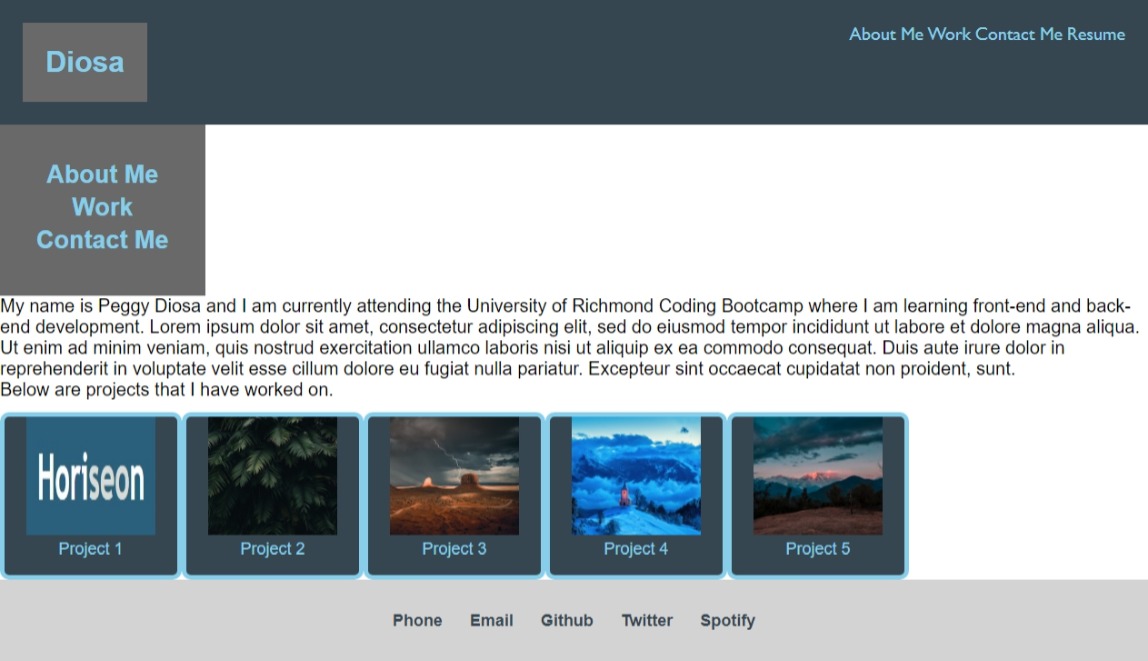 Diosa
About Me Work Contact Me Resume
About Me
Work
Contact Me
My name is Peggy Diosa and I am currently attending the University of Richmond Coding Bootcamp where I am learning front-end and back-
end development. Lorem ipsum dolor sit amet, consectetur adipiscing elit, sed do eiusmod tempor incididunt ut labore et dolore magna aliqua.
Ut enim ad minim veniam, quis nostrud exercitation ullamco laboris nisi ut aliquip ex ea commodo consequat. Duis aute irure dolor in
reprehenderit in voluptate velit esse cillum dolore eu fugiat nulla pariatur. Excepteur sint occaecat cupidatat non proident, sunt.
Below are projects that I have worked on.
Horiseon
Project 1
Project 2
Project 3
Project 4
Project 5
Phone Email Github Twitter Spotify